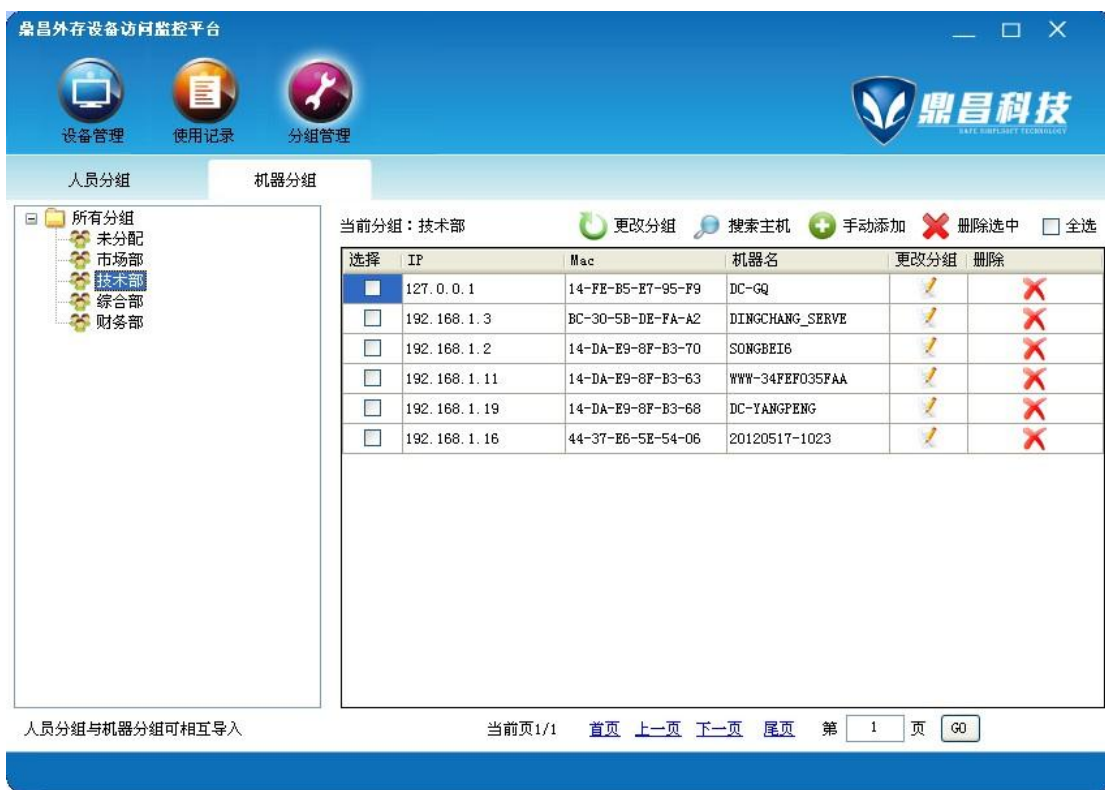 鼎昌外存设备访问监控平台
设备管理 使用记录 分组管理
鼎昌科技
SAFE SIMPLSOFT TECHNOLOGY
人员分组 机器分组
所有分组
未分配
市场部
技术部
综合部
财务部
当前分组：技术部 更改分组 搜索主机 手动添加 删除选中 全选
选择 IP Mac 机器名 更改分组 删除
127.0.0.1 14-FE-B5-E7-95-F9 DC-GQ
192.168.1.3 BC-30-5B-DE-FA-A2 DINGCHANG_SERVE
192.168.1.2 14-DA-E9-8F-B3-70 SONGBEI6
192.168.1.11 14-DA-E9-8F-B3-63 WWW-34FEF035FAA
192.168.1.19 14-DA-E9-8F-B3-68 DC-YANGPENG
192.168.1.16 44-37-E6-5E-54-06 20120517-1023
人员分组与机器分组可相互导入 当前页1/1 首页 上一页 下一页 尾页 第 1 页 GO